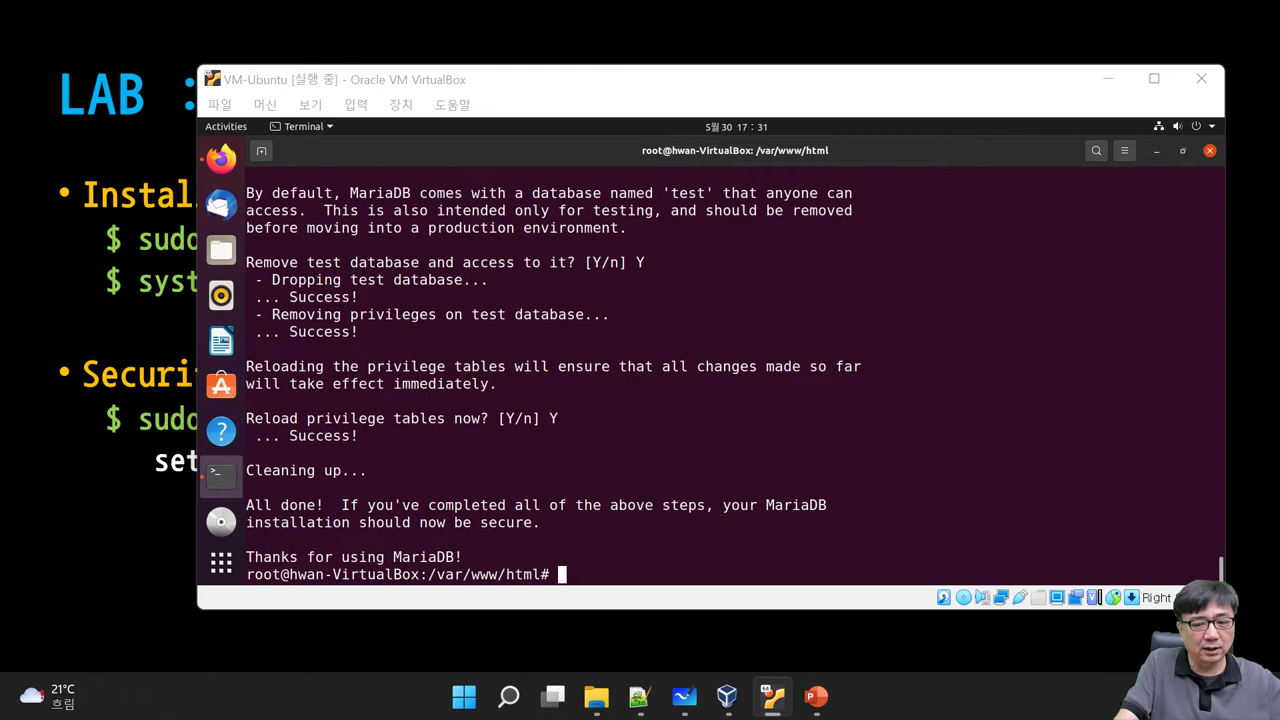 LAB :
• Instal
$ sudo
$ syst
• Securi
$ sudo
set
VM-Ubuntu [실행 중] - Oracle VM VirtualBox
파일 머신 보기 입력 장치 도움말
Activities Terminal 5월 30 17 : 31
root@hwan-VirtualBox: /var/www/html
By default, MariaDB comes with a database named 'test' that anyone can
access.  This is also intended only for testing, and should be removed
before moving into a production environment.
Remove test database and access to it? [Y/n] Y
- Dropping test database...
... Success!
- Removing privileges on test database...
... Success!
Reloading the privilege tables will ensure that all changes made so far
will take effect immediately.
Reload privilege tables now? [Y/n] Y
... Success!
Cleaning up...
All done!  If you've completed all of the above steps, your MariaDB
installation should now be secure.
Thanks for using MariaDB!
root@hwan-VirtualBox:/var/www/html#
Right
21°C
흐림